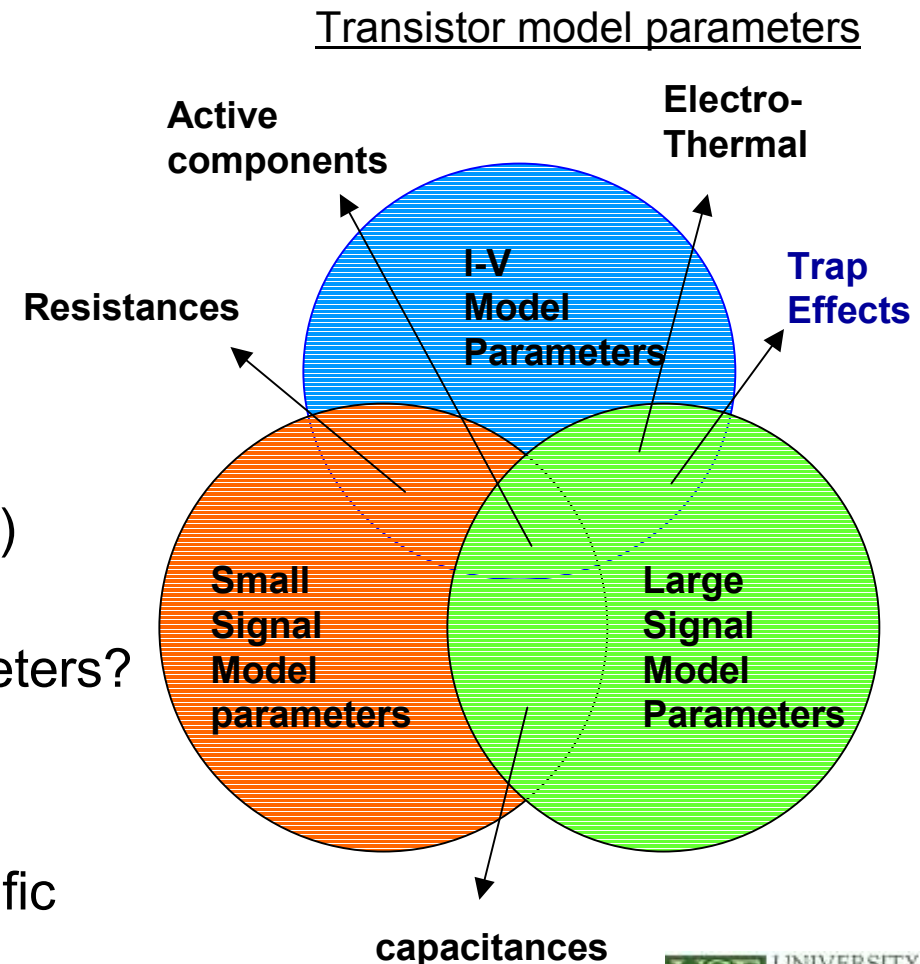 Transistor model parameters
Active
components
Electro-
Thermal
I-V
Model
Parameters
Trap
Effects
Resistances
)
Small
Signal
Model
parameters
Large
Signal
Model
Parameters
eters?
fic
capacitances
UNIVERSITY